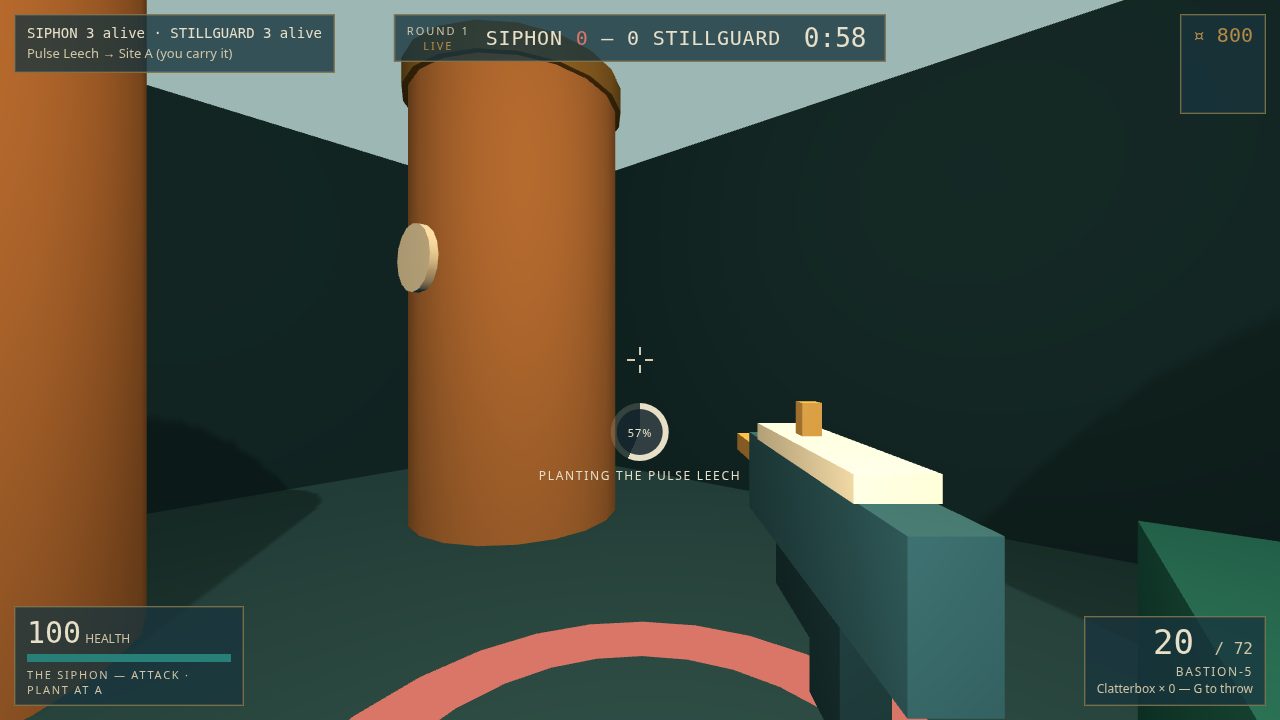 SIPHON 3 alive · STILLGUARD 3 alive
Pulse Leech → Site A (you carry it)
ROUND 1
LIVE
SIPHON 0 — 0 STILLGUARD 0:58
¤ 800
57%
PLANTING THE PULSE LEECH
100 HEALTH
THE SIPHON — ATTACK ·
PLANT AT A
20 / 72
BASTION-5
Clatterbox × 0 — G to throw